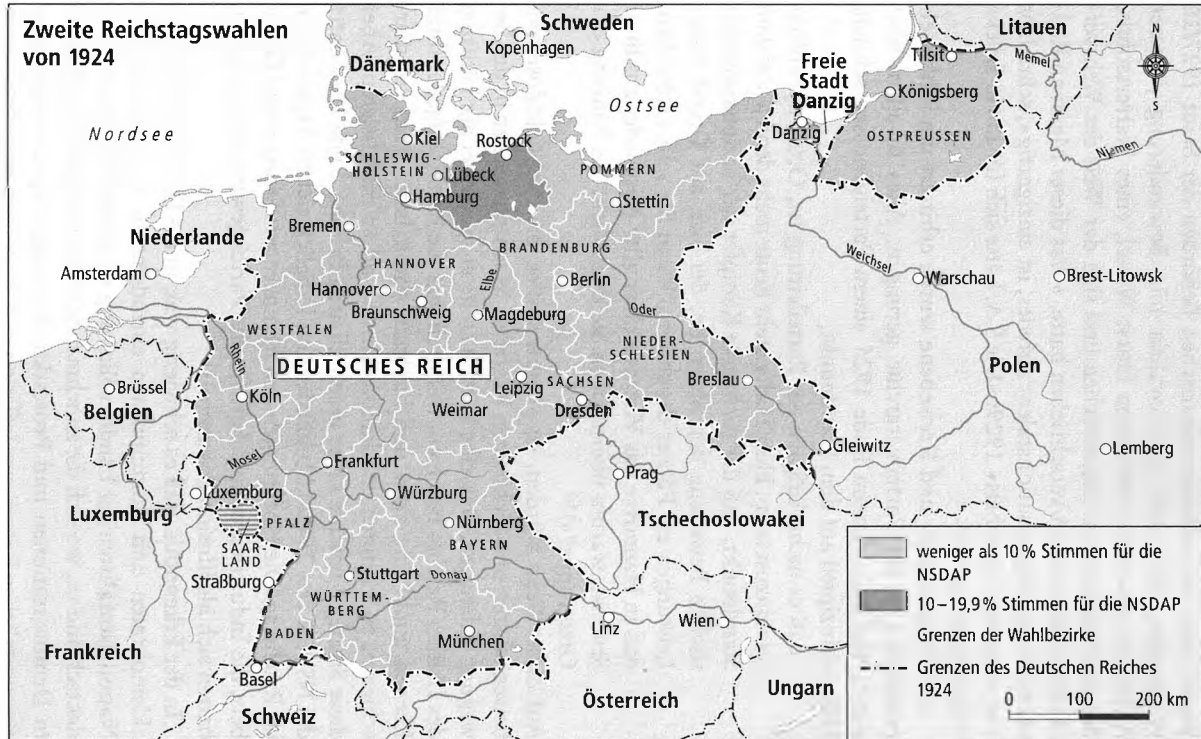 Zweite Reichstagswahlen
von 1924
Schweden
Kopenhagen
Dänemark
Litauen
Tilsit
Memel
N
S
Freie
Stadt
Danzig
Königsberg
Ostsee
Nordsee
Danzig
OSTPREUSSEN
Niemen
Kiel
Rostock
SCHLESWIG-
HOLSTEIN
Lübeck
POMMERN
Hamburg
Stettin
Bremen
Niederlande
BRANDENBURG
Weichsel
HANNOVER
Amsterdam
Elbe
Berlin
Warschau
Brest-Litowsk
Hannover
Braunschweig
Magdeburg
Oder
WESTFALEN
NIEDER-
SCHLESIEN
Rhein
DEUTSCHES REICH
Polen
Leipzig
SACHSEN
Breslau
Brüssel
Köln
Weimar
Dresden
Belgien
Gleiwitz
Lemberg
Mosel
Frankfurt
Prag
Luxemburg
Würzburg
Luxemburg
PFALZ
Nürnberg
Tschechoslowakei
BAYERN
SAAR-
LAND
Straßburg
Stuttgart
Donau
WÜRTTEM-
BERG
Linz
Wien
BADEN
München
Frankreich
Basel
Österreich
Ungarn
Schweiz
weniger als 10 % Stimmen für die
NSDAP
10–19,9 % Stimmen für die NSDAP
Grenzen der Wahlbezirke
Grenzen des Deutschen Reiches
1924
0 100 200 km